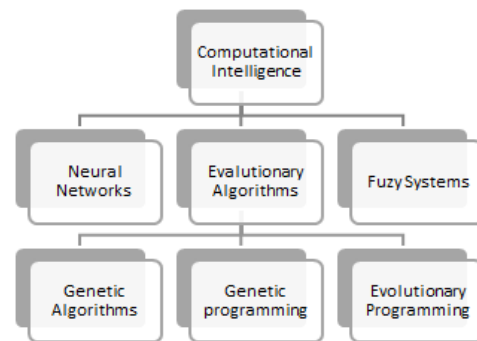 Computational
Intelligence
Neural
Networks
Evalutionary
Algorithms
Fuzy Systems
Genetic
Algorithms
Genetic
programming
Evolutionary
Programming